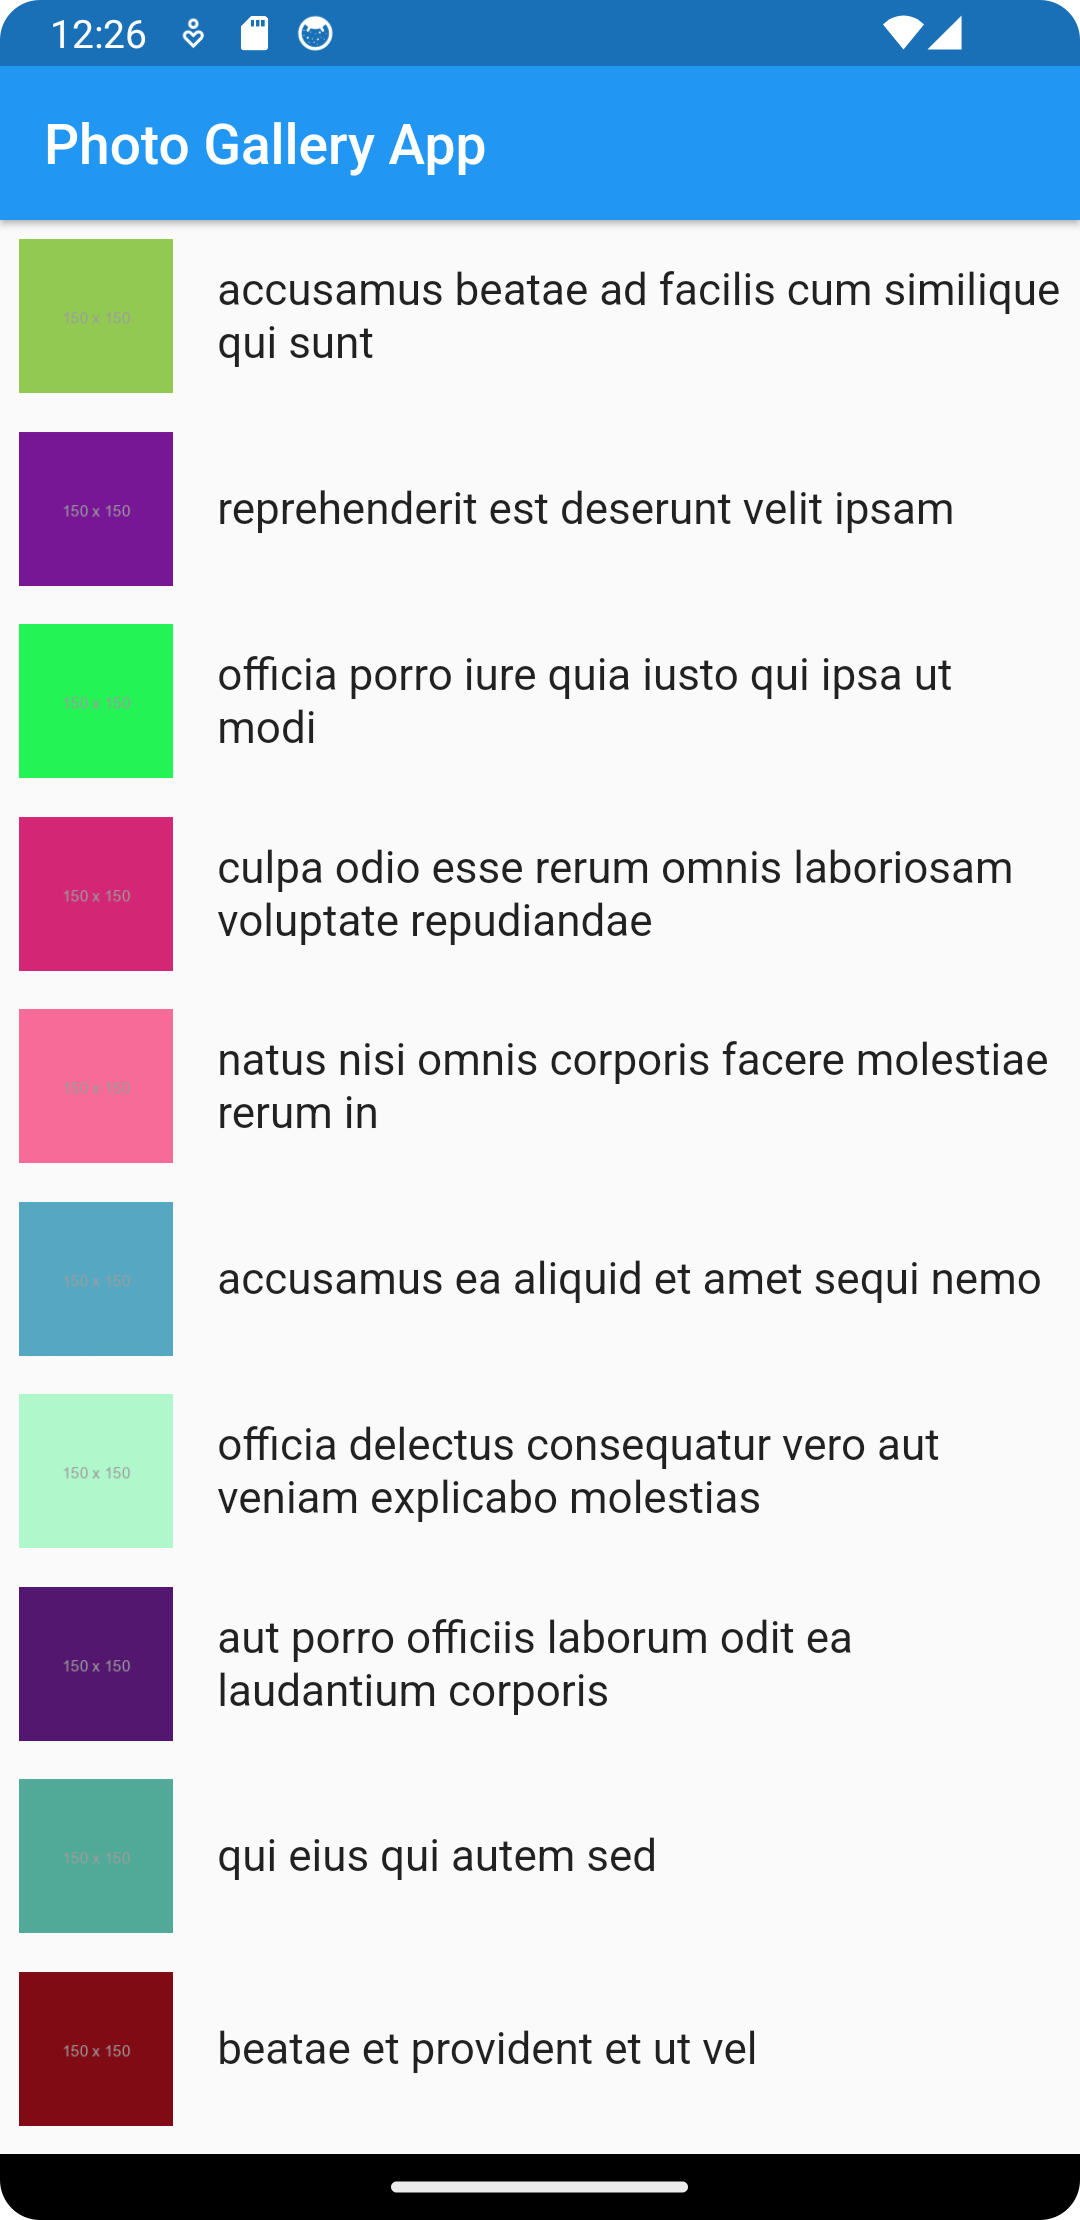 12:26
Photo Gallery App
150 x 150
accusamus beatae ad facilis cum similique
qui sunt
150 x 150
reprehenderit est deserunt velit ipsam
150 x 150
officia porro iure quia iusto qui ipsa ut
modi
150 x 150
culpa odio esse rerum omnis laboriosam
voluptate repudiandae
150 x 150
natus nisi omnis corporis facere molestiae
rerum in
150 x 150
accusamus ea aliquid et amet sequi nemo
150 x 150
officia delectus consequatur vero aut
veniam explicabo molestias
150 x 150
aut porro officiis laborum odit ea
laudantium corporis
150 x 150
qui eius qui autem sed
150 x 150
beatae et provident et ut vel